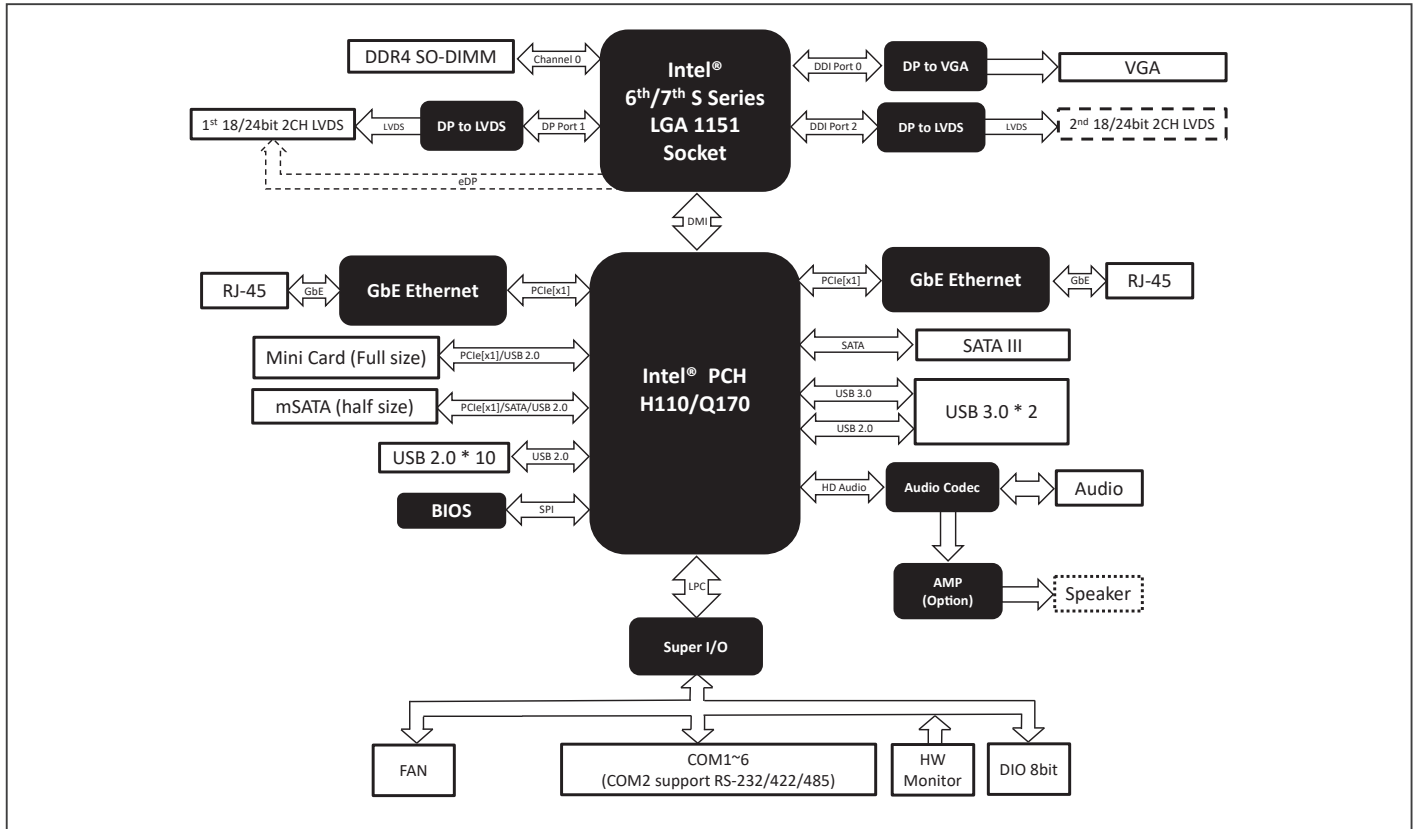 DDR4 SO-DIMM
Channel 0
Intel®
6th/7th S Series
LGA 1151
Socket
DDI Port 0
DP to VGA
VGA
1st 18/24bit 2CH LVDS
LVDS
DP to LVDS
DP Port 1
DDI Port 2
DP to LVDS
LVDS
2nd 18/24bit 2CH LVDS
eDP
DMI
RJ-45
GbE
GbE Ethernet
PCIe[x1]
PCIe[x1]
GbE Ethernet
GbE
RJ-45
Mini Card (Full size)
PCIe[x1]/USB 2.0
SATA
SATA III
Intel® PCH
H110/Q170
mSATA (half size)
PCIe[x1]/SATA/USB 2.0
USB 3.0
USB 2.0
USB 3.0 * 2
USB 2.0 * 10
USB 2.0
HD Audio
Audio Codec
Audio
BIOS
SPI
LPC
AMP
(Option)
Speaker
Super I/O
FAN
COM1~6
(COM2 support RS-232/422/485)
HW
Monitor
DIO 8bit